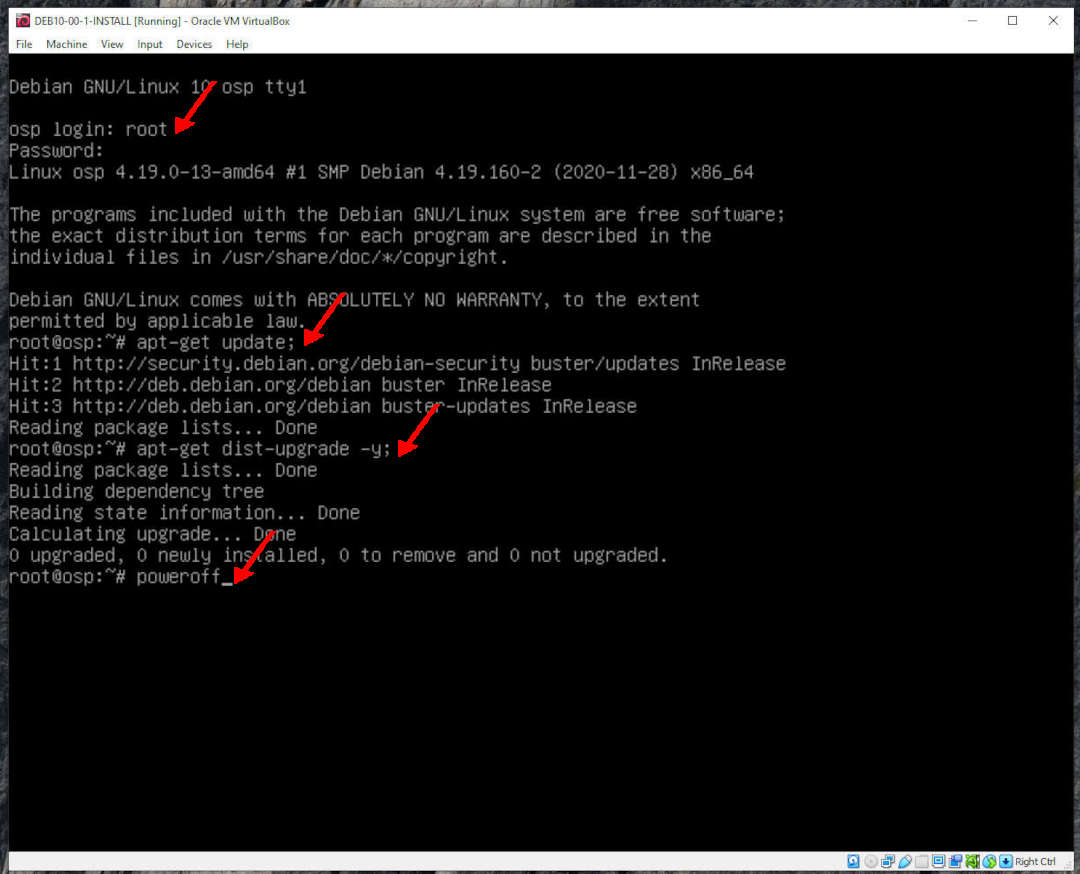 DEB10-00-1-INSTALL [Running] - Oracle VM VirtualBox
File Machine View Input Devices Help
Debian GNU/Linux 10 osp tty1
osp login: root
Password:
Linux osp 4.19.0-13-amd64 #1 SMP Debian 4.19.160-2 (2020-11-28) x86_64
The programs included with the Debian GNU/Linux system are free software;
the exact distribution terms for each program are described in the
individual files in /usr/share/doc/*/copyright.
Debian GNU/Linux comes with ABSOLUTELY NO WARRANTY, to the extent
permitted by applicable law.
root@osp:~# apt-get update;
Hit:1 http://security.debian.org/debian-security buster/updates InRelease
Hit:2 http://deb.debian.org/debian buster InRelease
Hit:3 http://deb.debian.org/debian buster-updates InRelease
Reading package lists... Done
root@osp:~# apt-get dist-upgrade -y;
Reading package lists... Done
Building dependency tree
Reading state information... Done
Calculating upgrade... Done
0 upgraded, 0 newly installed, 0 to remove and 0 not upgraded.
root@osp:~# poweroff_
Right Ctrl